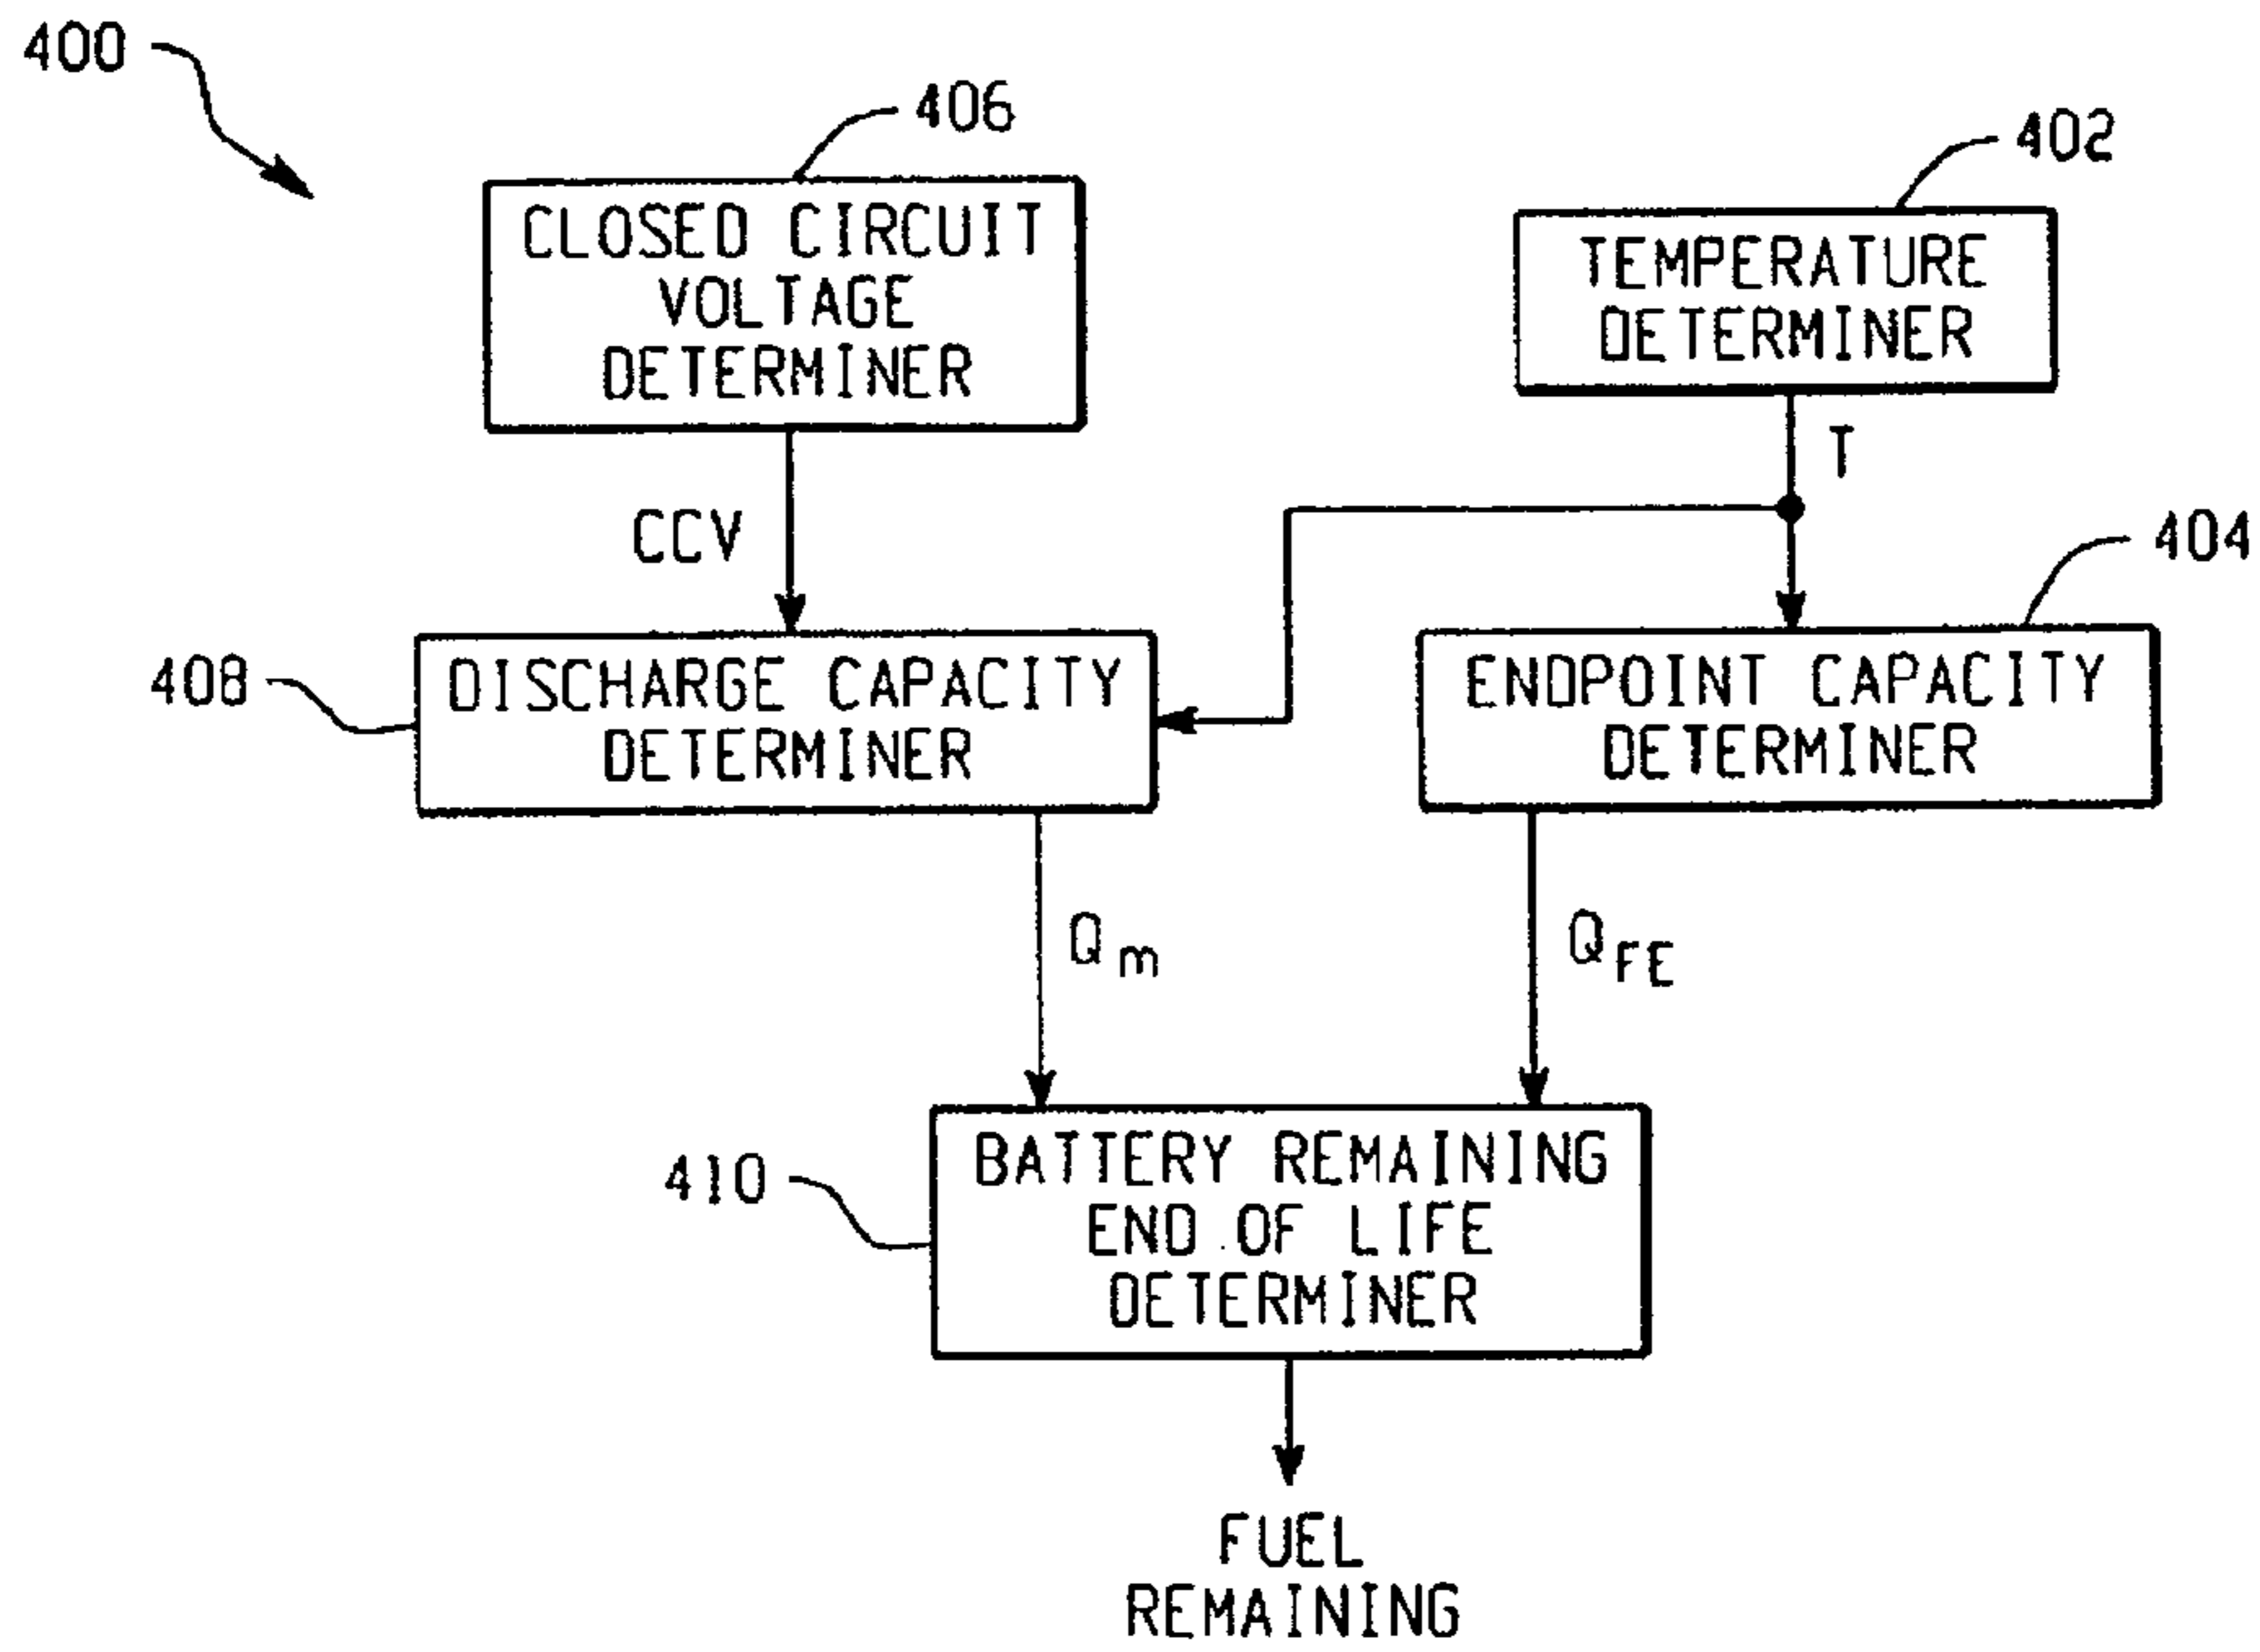 400
406
402
CLOSED CIRCUIT
VOLTAGE
DETERMINER
TEMPERATURE
DETERMINER
T
CCV
404
408
DISCHARGE CAPACITY
DETERMINER
ENDPOINT CAPACITY
DETERMINER
Qm
QFE
410
BATTERY REMAINING
END OF LIFE
DETERMINER
FUEL
REMAINING